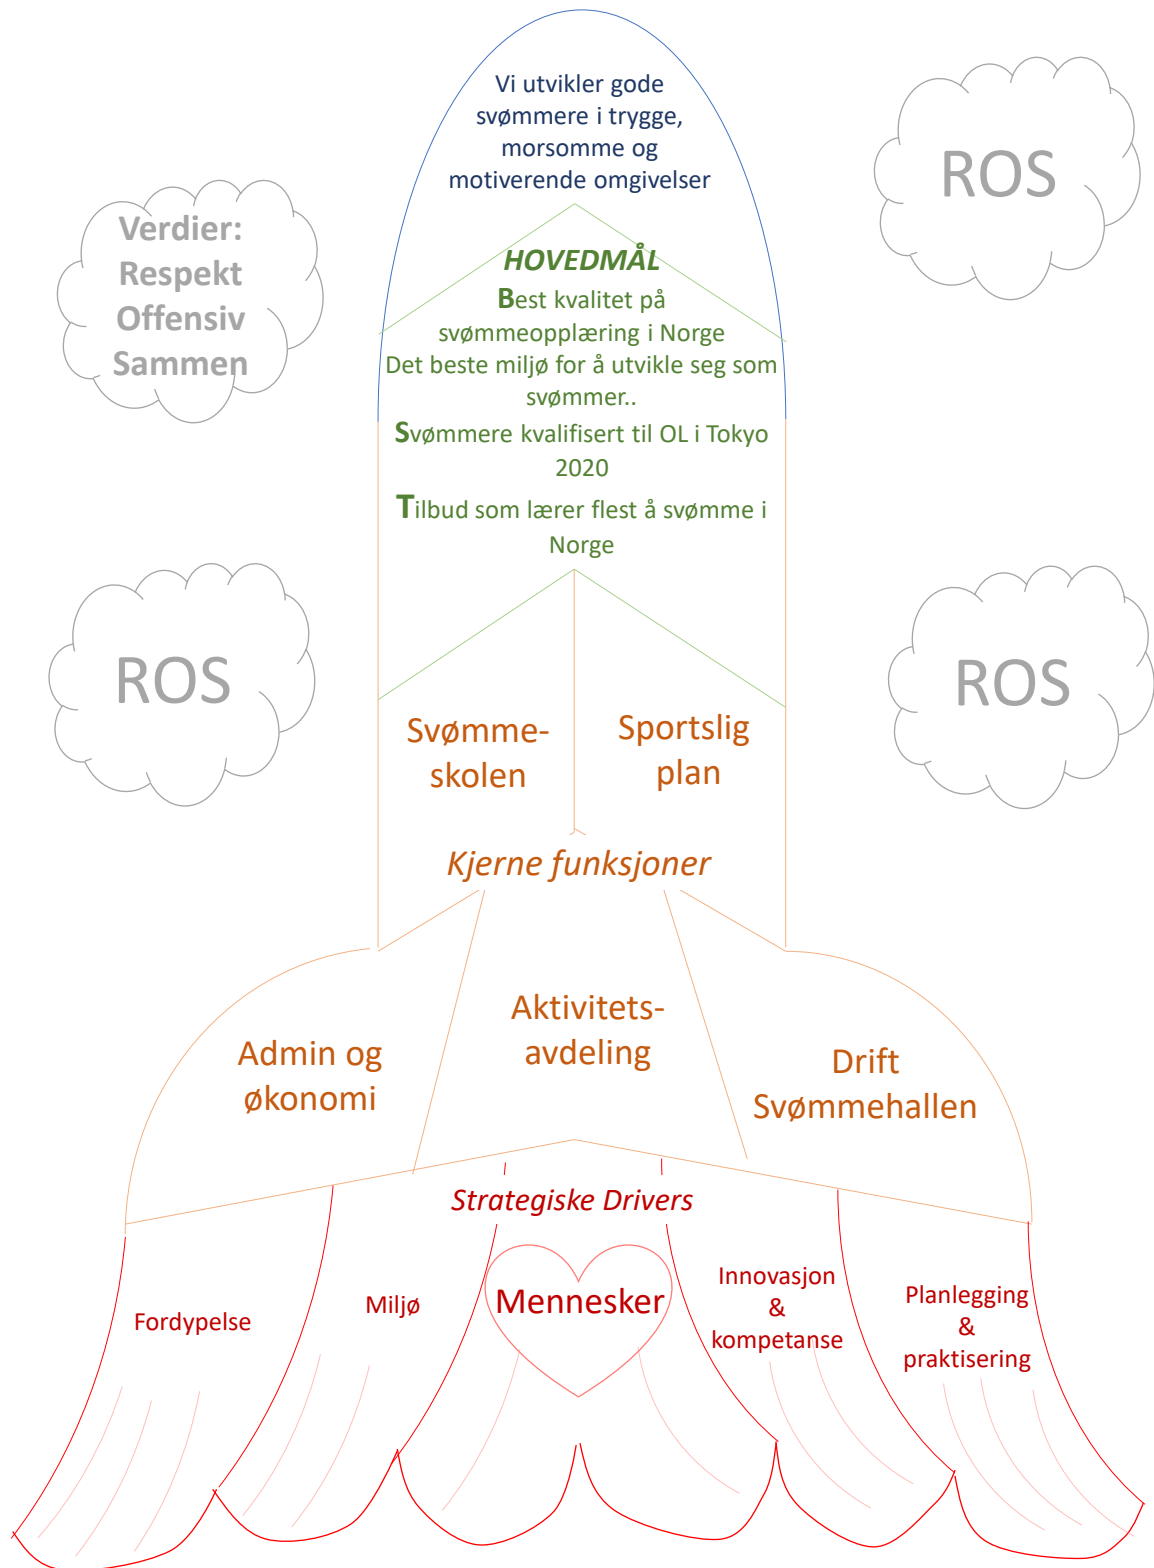 Vi utvikler gode
svømmere i trygge,
morsomme og
motiverende omgivelser
ROS
Verdier:
Respekt
Offensiv
Sammen
HOVEDMÅL
Best kvalitet på
svømmeopplæring i Norge
Det beste miljø for å utvikle seg som
svømmer..
Svømmere kvalifisert til OL i Tokyo
2020
Tilbud som lærer flest å svømme i
Norge
ROS
ROS
Svømme-
skolen
Sportslig
plan
Kjerne funksjoner
Admin og
økonomi
Aktivitets-
avdeling
Drift
Svømmehallen
Strategiske Drivers
Fordypelse
Miljø
Mennesker
Innovasjon
&
kompetanse
Planlegging
&
praktisering